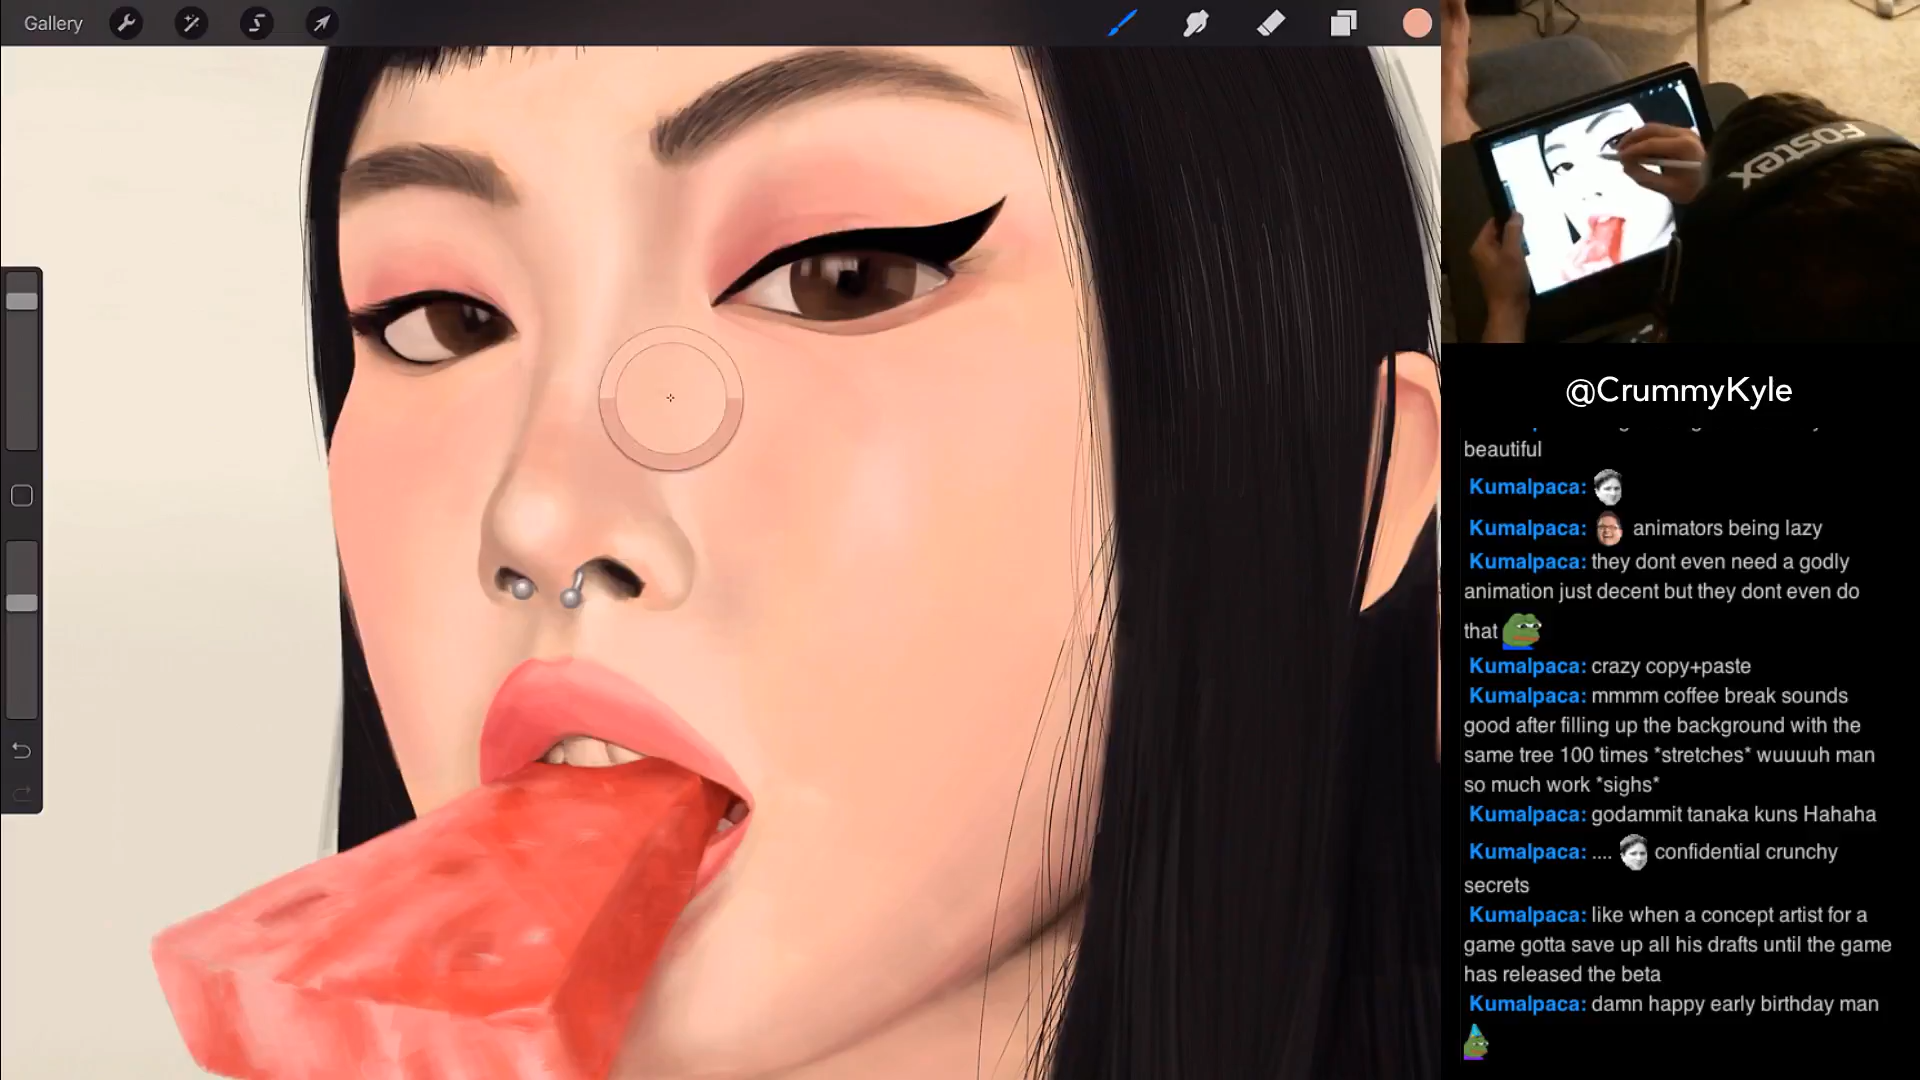 Gallery
FOSTEX
@CrummyKyle
beautiful
Kumalpaca:
Kumalpaca: animators being lazy
Kumalpaca: they dont even need a godly
animation just decent but they dont even do
that
Kumalpaca: crazy copy+paste
Kumalpaca: mmmm coffee break sounds
good after filling up the background with the
same tree 100 times *stretches* wuuuuh man
so much work *sighs*
Kumalpaca: godammit tanaka kuns Hahaha
Kumalpaca: .... confidential crunchy
secrets
Kumalpaca: like when a concept artist for a
game gotta save up all his drafts until the game
has released the beta
Kumalpaca: damn happy early birthday man